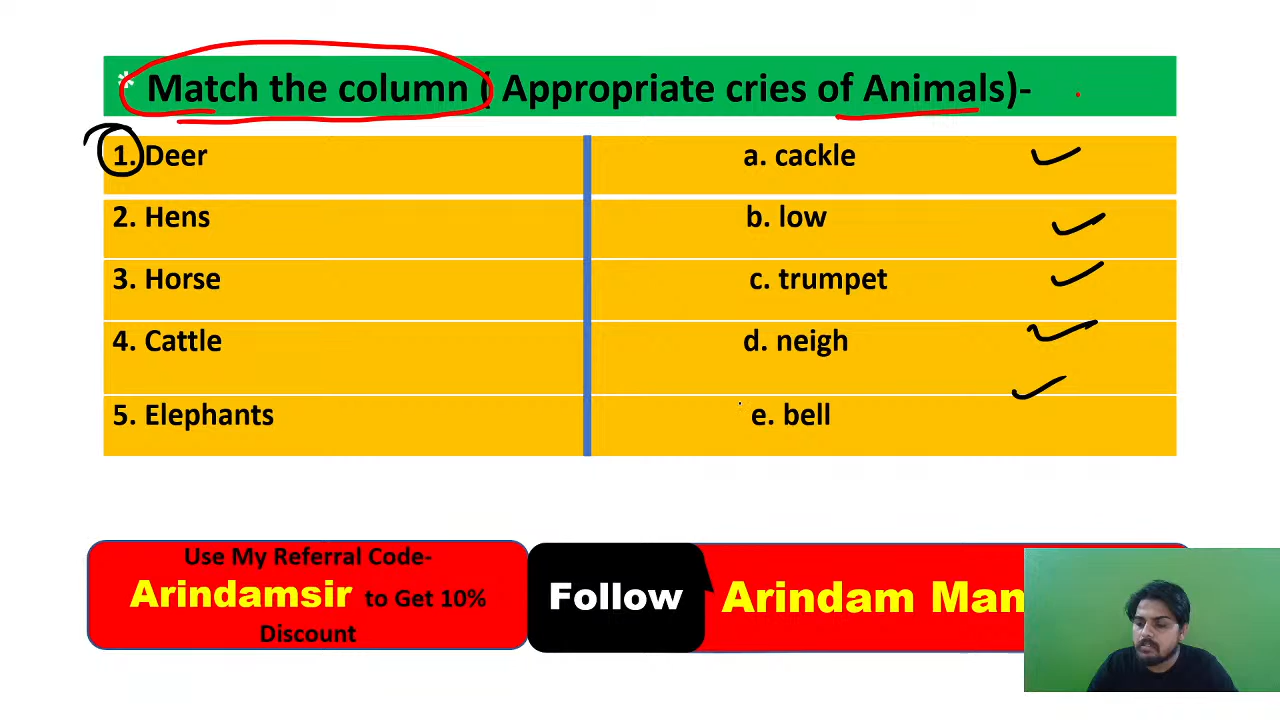 * Match the column ( Appropriate cries of Animals)-
1. Deer a. cackle
2. Hens b. low
3. Horse c. trumpet
4. Cattle d. neigh
5. Elephants e. bell
Use My Referral Code-
Arindamsir to Get 10%
Discount
Follow
Arindam Man